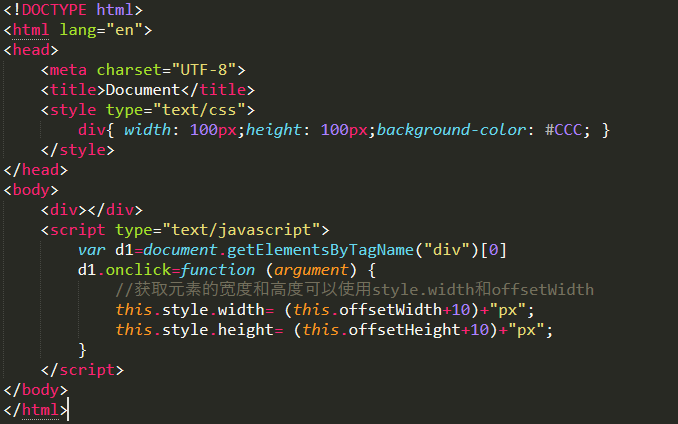 <!DOCTYPE html>
<html lang="en">
<head>
    <meta charset="UTF-8">
    <title>Document</title>
    <style type="text/css">
        div{ width: 100px;height: 100px;background-color: #CCC; }
    </style>
</head>
<body>
    <div></div>
    <script type="text/javascript">
        var d1=document.getElementsByTagName("div")[0]
        d1.onclick=function (argument) {
            //获取元素的宽度和高度可以使用style.width和offsetWidth
            this.style.width= (this.offsetWidth+10)+"px";
            this.style.height= (this.offsetHeight+10)+"px";
        }
    </script>
</body>
</html>